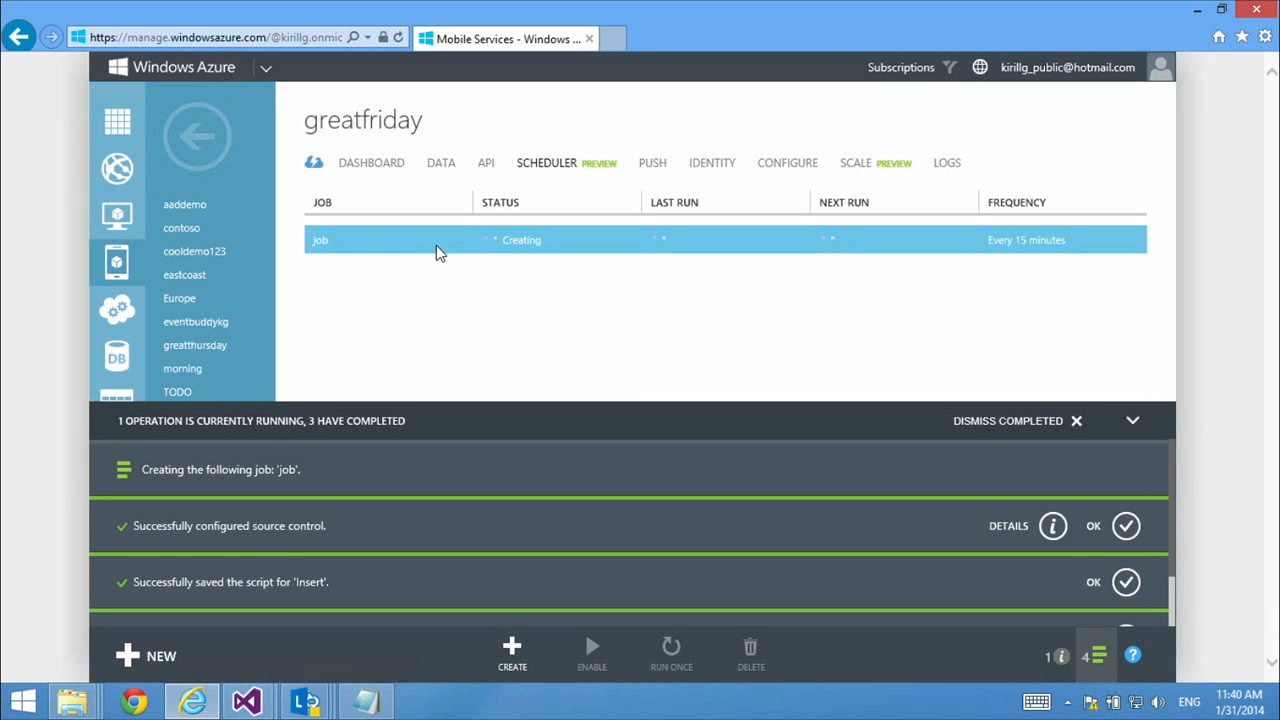 https://manage.windowsazure.com/@kirillg.onmic
Mobile Services - Windows ...
Windows Azure
Subscriptions
kirillg_public@hotmail.com
greatfriday
DASHBOARD DATA API SCHEDULER PREVIEW PUSH IDENTITY CONFIGURE SCALE PREVIEW LOGS
JOB STATUS LAST RUN NEXT RUN FREQUENCY
job Creating Every 15 minutes
aaddemo
contoso
cooldemo123
eastcoast
Europe
eventbuddykg
greatthursday
morning
TODO
DB
1 OPERATION IS CURRENTLY RUNNING, 3 HAVE COMPLETED
DISMISS COMPLETED
Creating the following job: 'job'.
Successfully configured source control.
DETAILS i OK
Successfully saved the script for 'Insert'.
OK
NEW
CREATE
ENABLE
RUN ONCE
DELETE
1 i
4
?
ENG
11:40 AM
1/31/2014